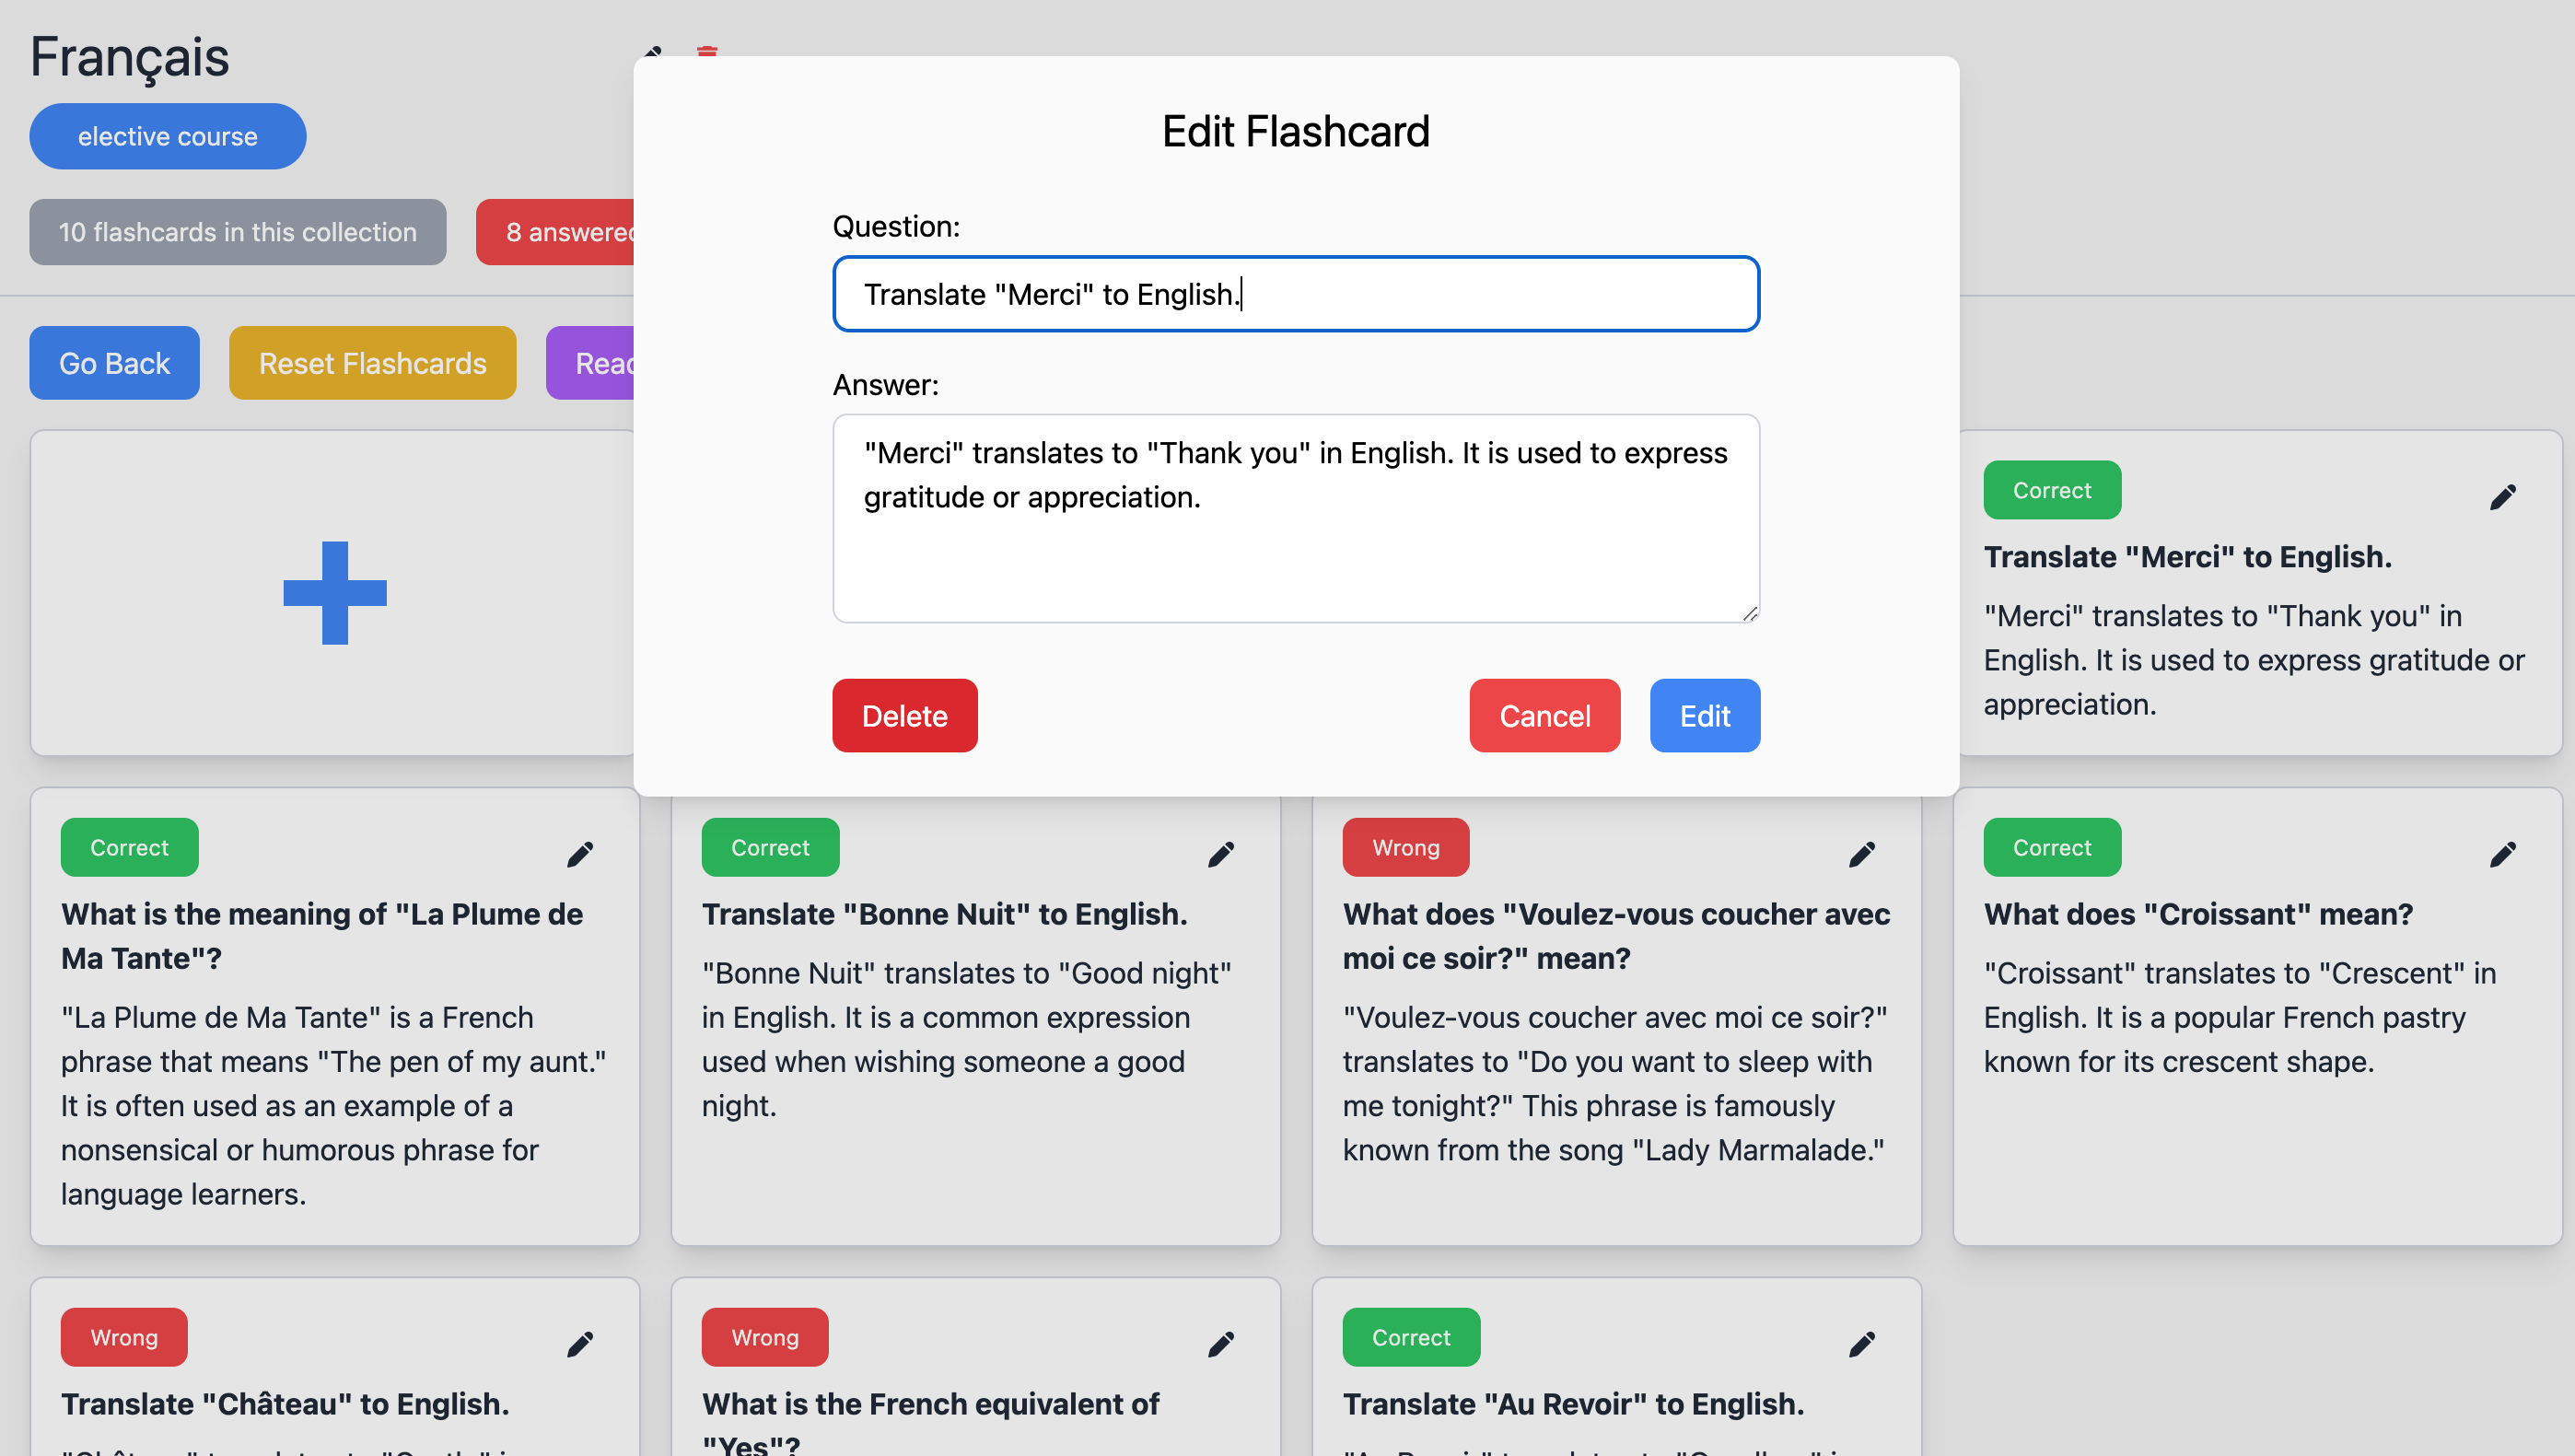 Français
elective course
10 flashcards in this collection
8 answered
Go Back
Reset Flashcards
Read
Edit Flashcard
Question:
Translate "Merci" to English.
Answer:
"Merci" translates to "Thank you" in English. It is used to express
gratitude or appreciation.
Delete
Cancel
Edit
Correct
Translate "Merci" to English.
"Merci" translates to "Thank you" in
English. It is used to express gratitude or
appreciation.
Correct
What is the meaning of "La Plume de
Ma Tante"?
"La Plume de Ma Tante" is a French
phrase that means "The pen of my aunt."
It is often used as an example of a
nonsensical or humorous phrase for
language learners.
Correct
Translate "Bonne Nuit" to English.
"Bonne Nuit" translates to "Good night"
in English. It is a common expression
used when wishing someone a good
night.
Wrong
What does "Voulez-vous coucher avec
moi ce soir?" mean?
"Voulez-vous coucher avec moi ce soir?"
translates to "Do you want to sleep with
me tonight?" This phrase is famously
known from the song "Lady Marmalade."
Correct
What does "Croissant" mean?
"Croissant" translates to "Crescent" in
English. It is a popular French pastry
known for its crescent shape.
Wrong
Translate "Château" to English.
Wrong
What is the French equivalent of
"Yes"?
Correct
Translate "Au Revoir" to English.